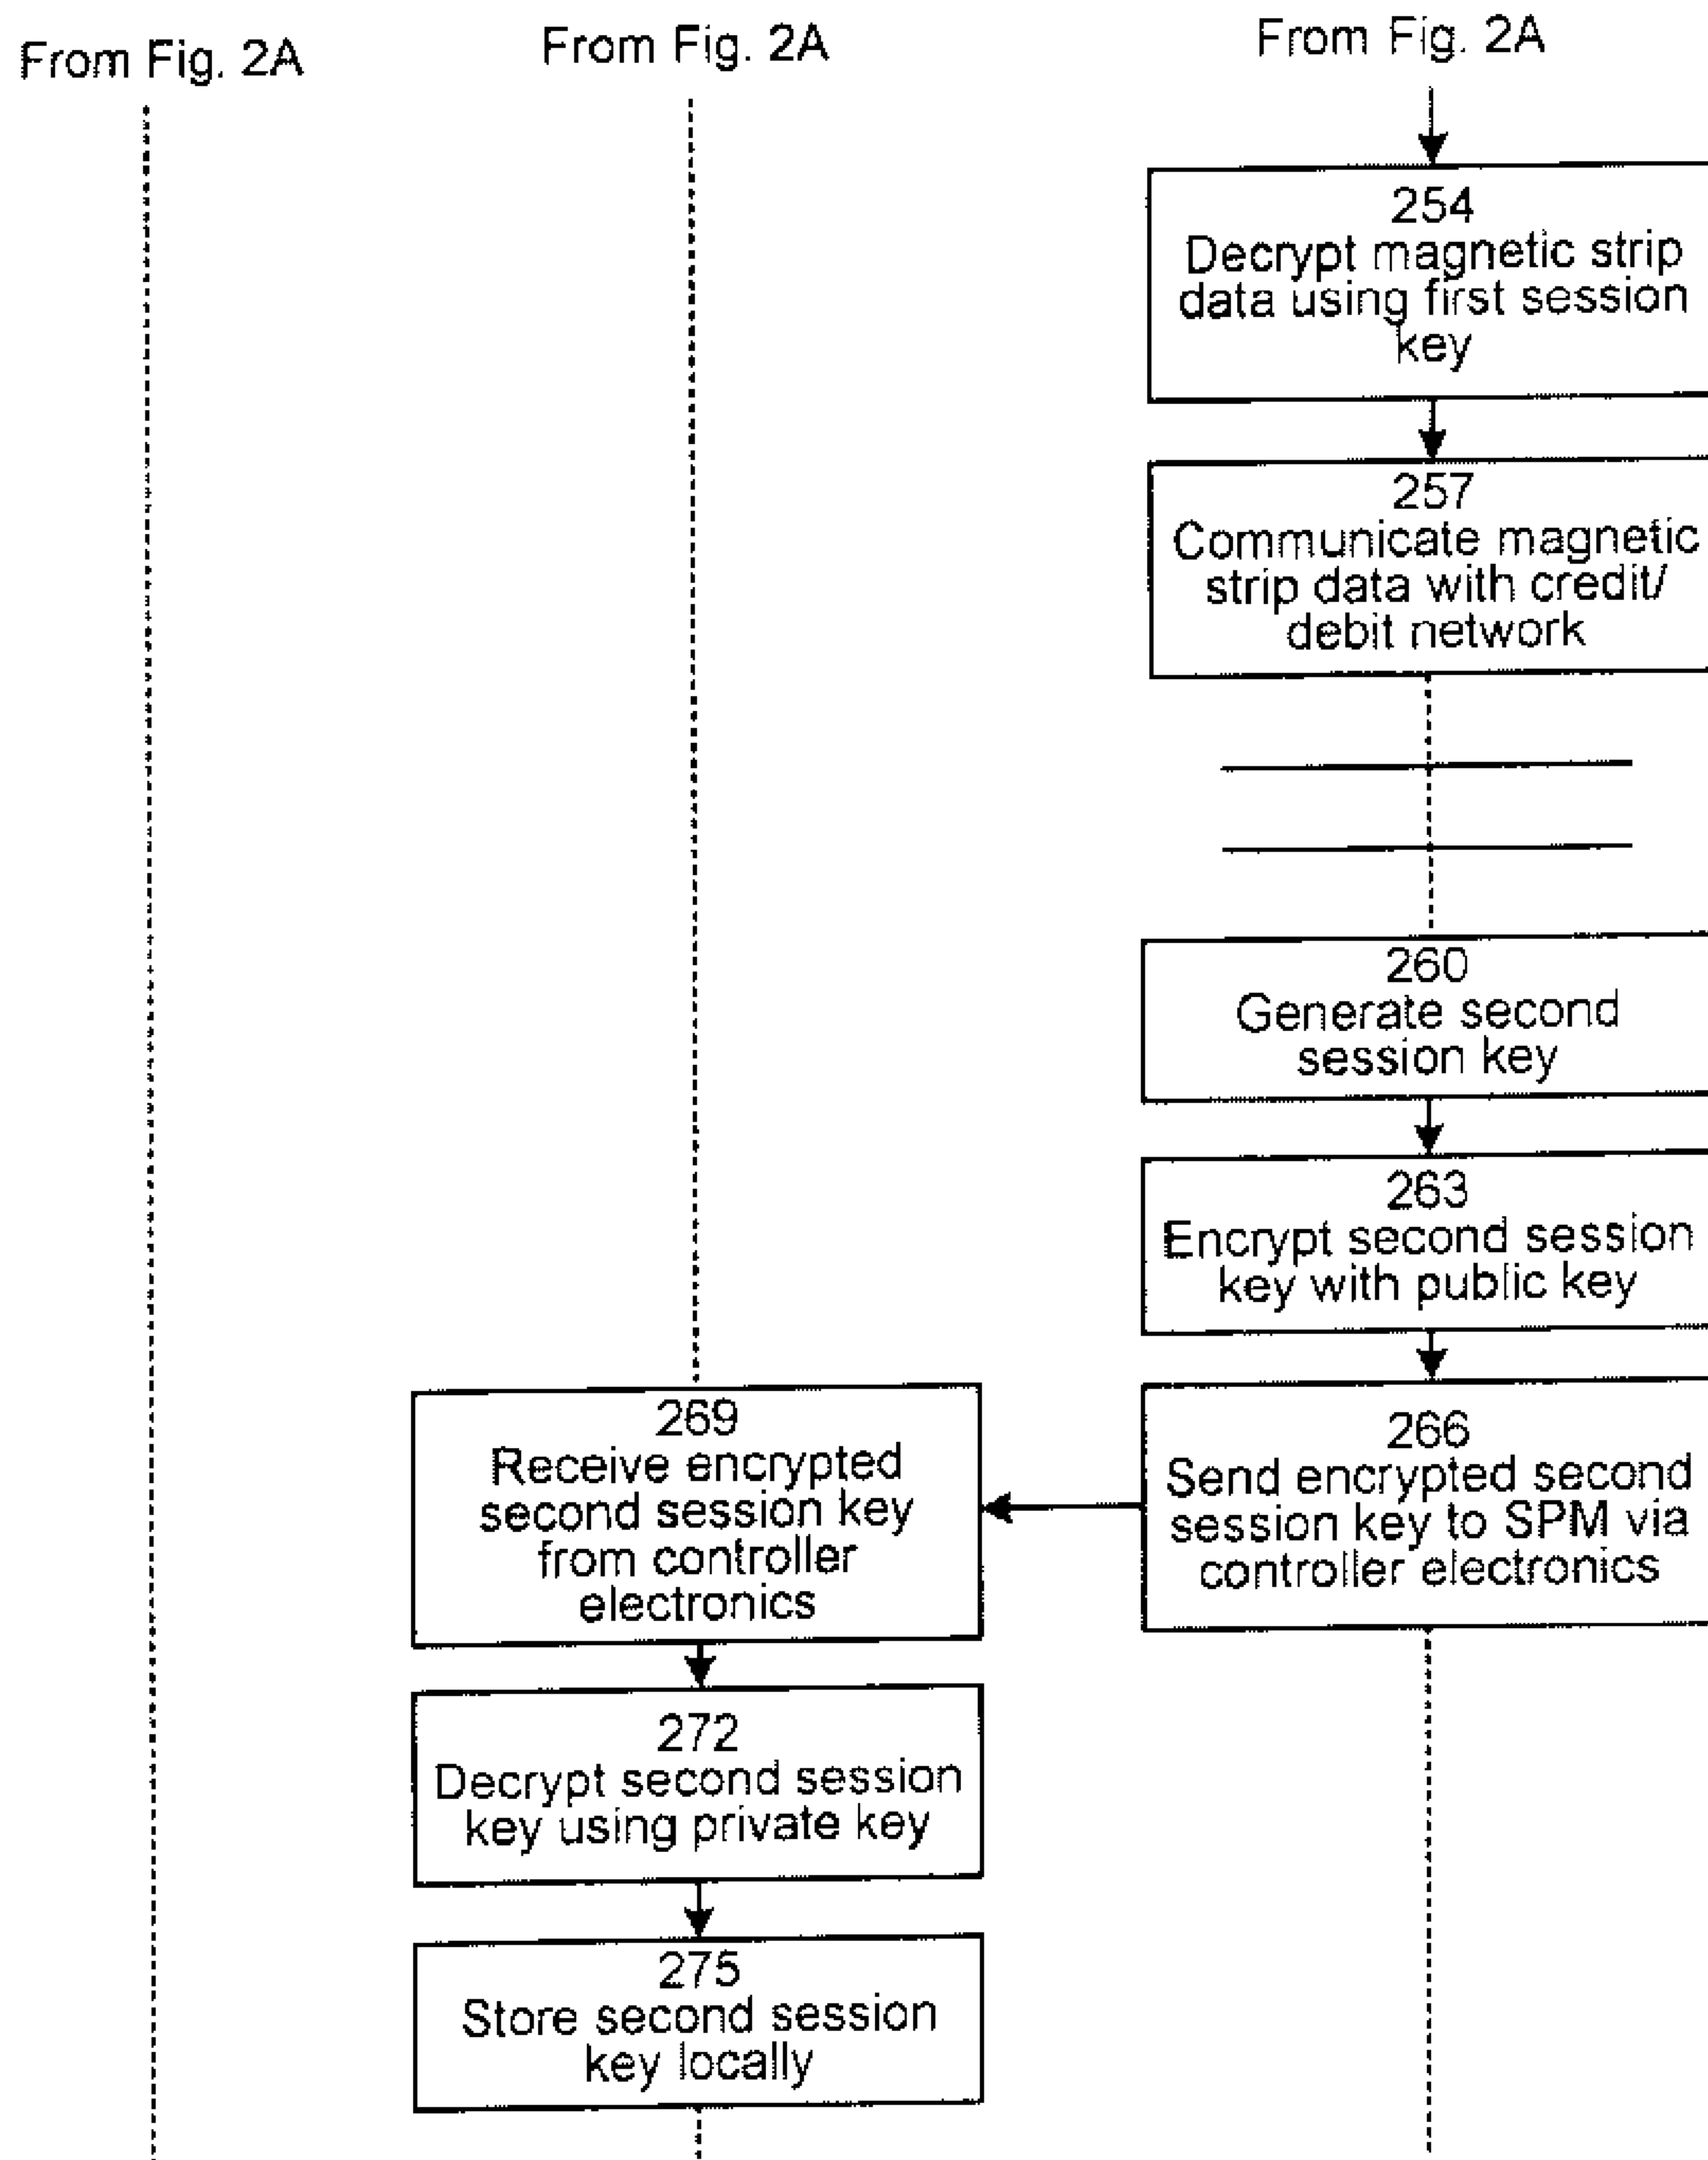 From Fig. 2A
From Fig. 2A
From Fig. 2A
254
Decrypt magnetic strip
data using first session
key
257
Communicate magnetic
strip data with credit/
debit network
260
Generate second
session key
263
Encrypt second session
key with public key
266
Send encrypted second
session key to SPM via
controller electronics
269
Receive encrypted
second session key
from controller
electronics
272
Decrypt second session
key using private key
275
Store second session
key locally